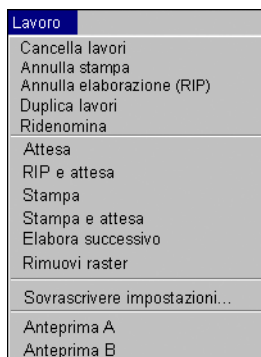 Lavoro
Cancella lavori
Annulla stampa
Annulla elaborazione (RIP)
Duplica lavori
Ridenomina
Attesa
RIP e attesa
Stampa
Stampa e attesa
Elabora successivo
Rimuovi raster
Sovrascrivere impostazioni...
Anteprima A
Anteprima B